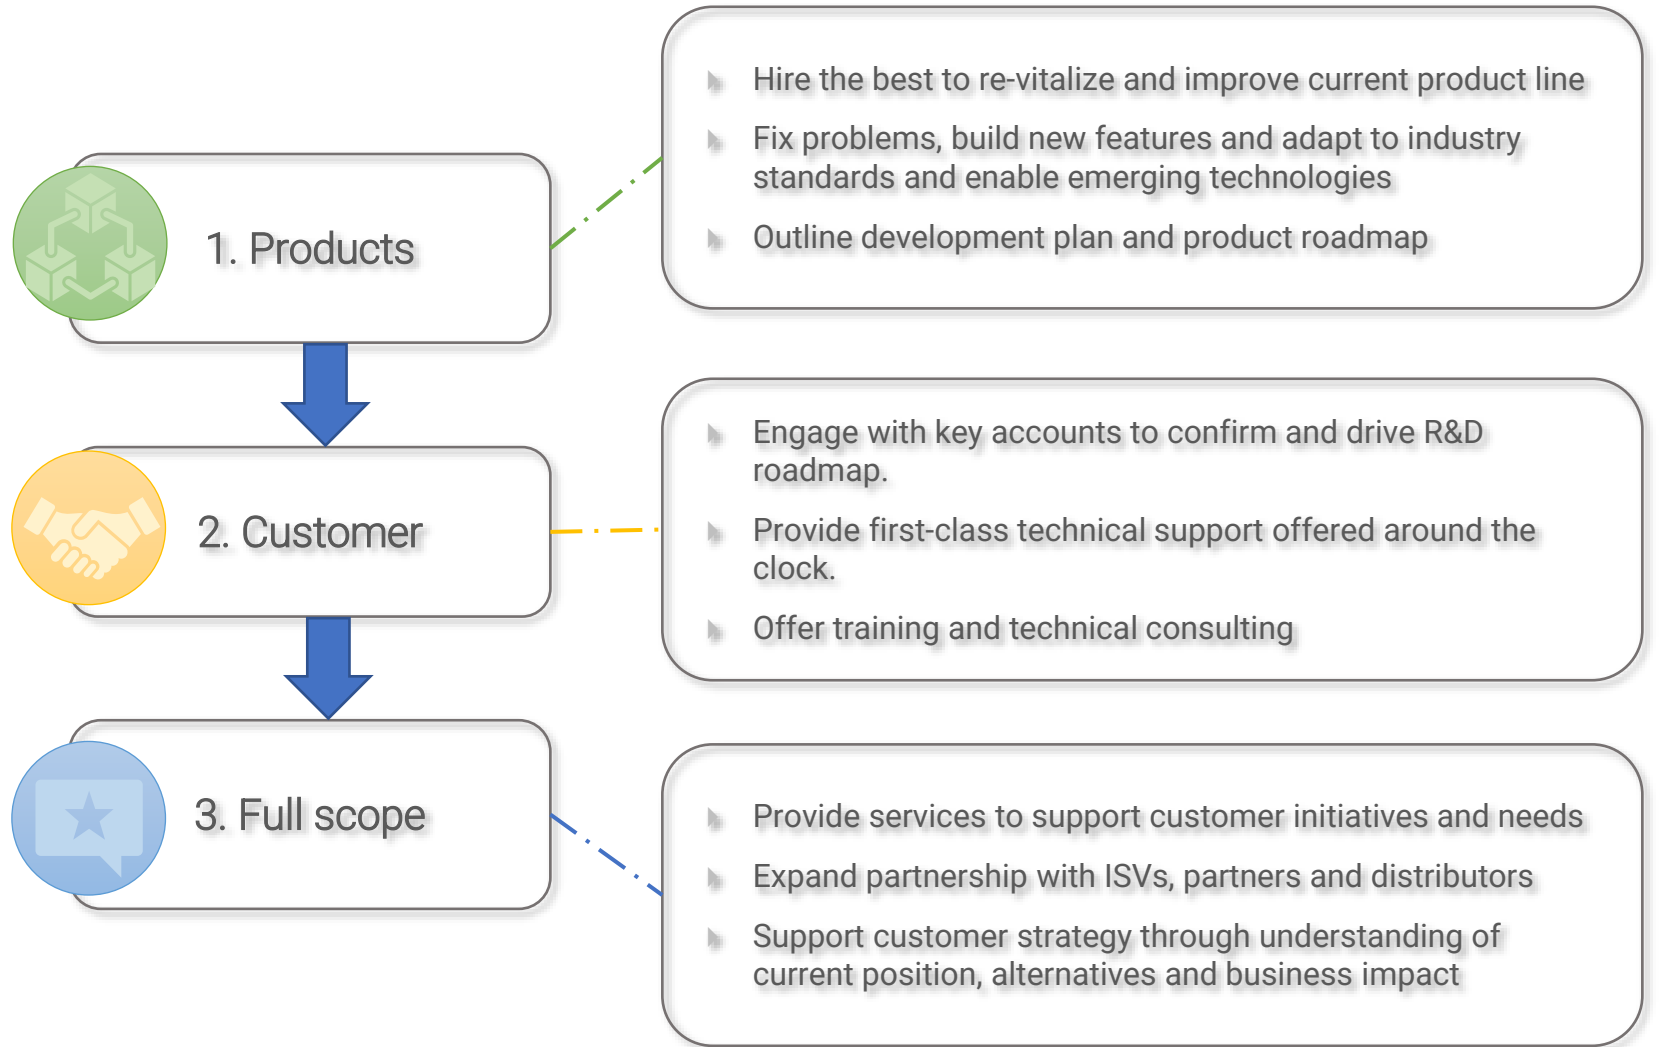 1. Products
Hire the best to re-vitalize and improve current product line
Fix problems, build new features and adapt to industry
standards and enable emerging technologies
Outline development plan and product roadmap
2. Customer
Engage with key accounts to confirm and drive R&D
roadmap.
Provide first-class technical support offered around the
clock.
Offer training and technical consulting
3. Full scope
Provide services to support customer initiatives and needs
Expand partnership with ISVs, partners and distributors
Support customer strategy through understanding of
current position, alternatives and business impact